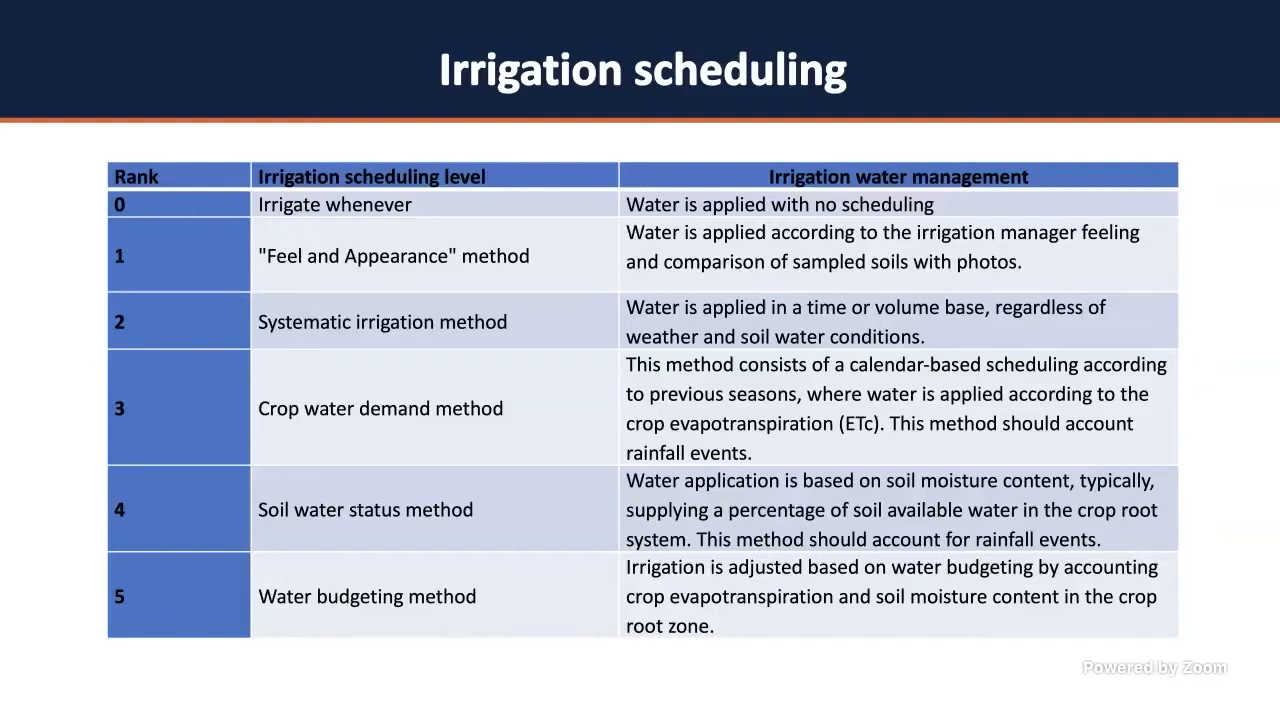 Irrigation scheduling
Rank Irrigation scheduling level Irrigation water management
0 Irrigate whenever Water is applied with no scheduling
1 "Feel and Appearance" method Water is applied according to the irrigation manager feeling
and comparison of sampled soils with photos.
2 Systematic irrigation method Water is applied in a time or volume base, regardless of
weather and soil water conditions.
3 Crop water demand method This method consists of a calendar-based scheduling according
to previous seasons, where water is applied according to the
crop evapotranspiration (ETc). This method should account
rainfall events.
4 Soil water status method Water application is based on soil moisture content, typically,
supplying a percentage of soil available water in the crop root
system. This method should account for rainfall events.
5 Water budgeting method Irrigation is adjusted based on water budgeting by accounting
crop evapotranspiration and soil moisture content in the crop
root zone.
Powered by Zoom